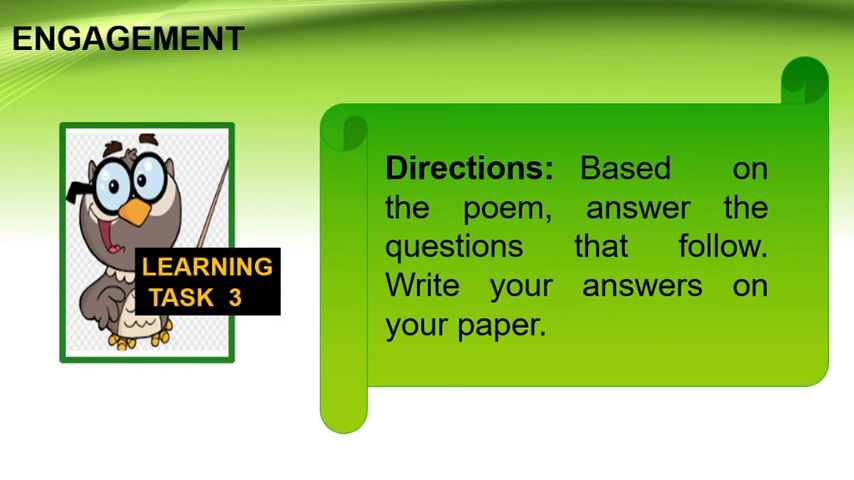 ENGAGEMENT
LEARNING
TASK 3
Directions: Based on
the poem, answer the
questions that follow.
Write your answers on
your paper.